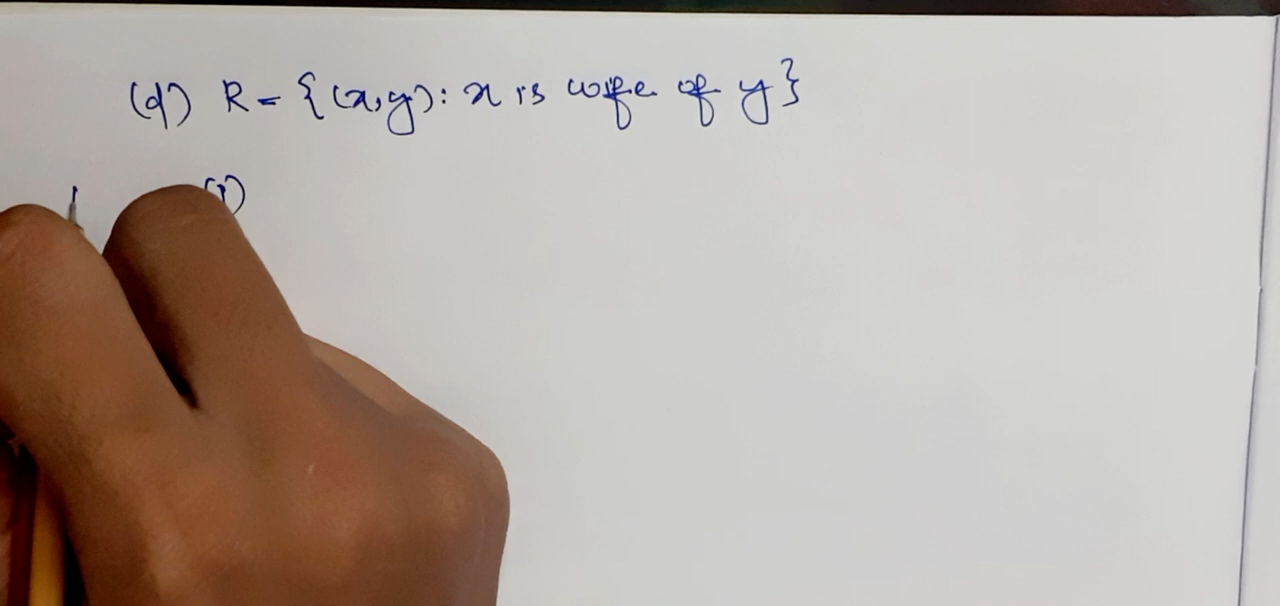 (d) R = {(x,y): x is wife of y}
(i)